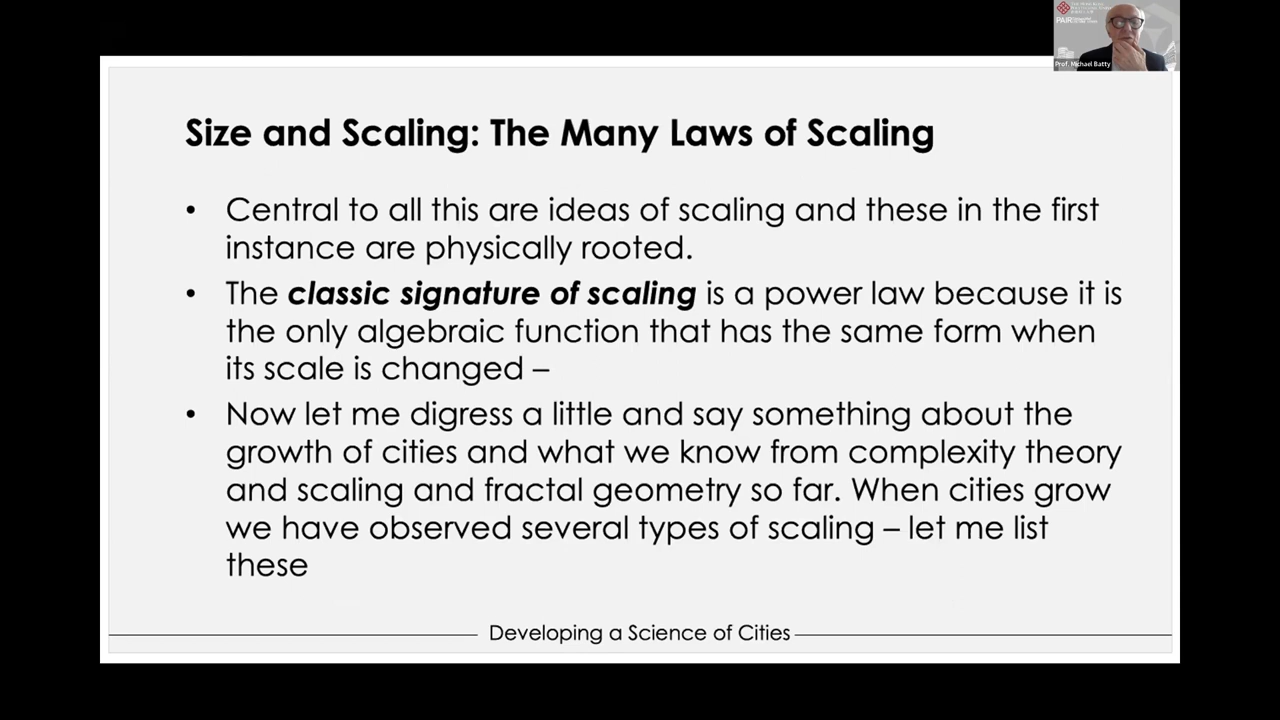 PAIR
Prof. Michael Batty
Size and Scaling: The Many Laws of Scaling
• Central to all this are ideas of scaling and these in the first
instance are physically rooted.
• The classic signature of scaling is a power law because it is
the only algebraic function that has the same form when
its scale is changed –
• Now let me digress a little and say something about the
growth of cities and what we know from complexity theory
and scaling and fractal geometry so far. When cities grow
we have observed several types of scaling – let me list
these
Developing a Science of Cities